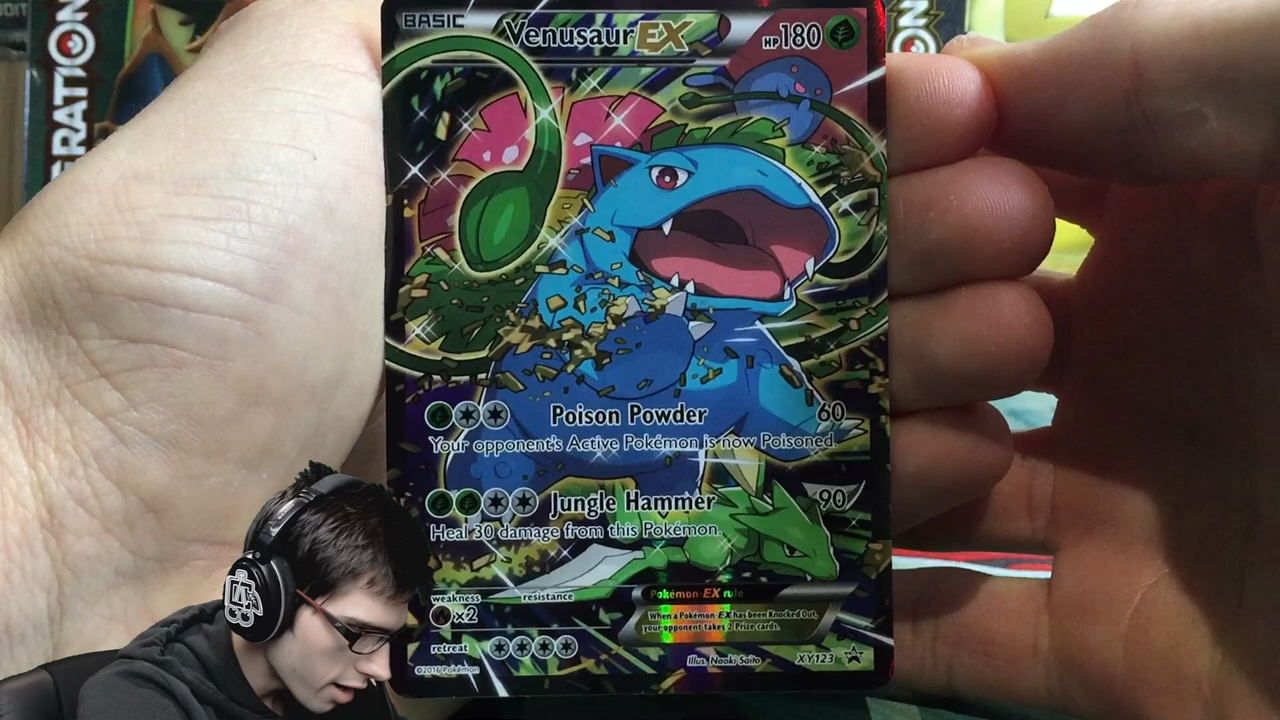 BASIC
Venusaur EX
HP180
Poison Powder 60
Your opponent's Active Pokémon is now Poisoned.
Jungle Hammer 90
Heal 30 damage from this Pokémon.
weakness resistance
×2
Pokémon-EX rule
When a Pokémon-EX has been Knocked Out,
your opponent takes 2 Prize cards.
retreat
©2016 Pokémon
Illus. Naoki Saito
XY123
ERATION
RATION